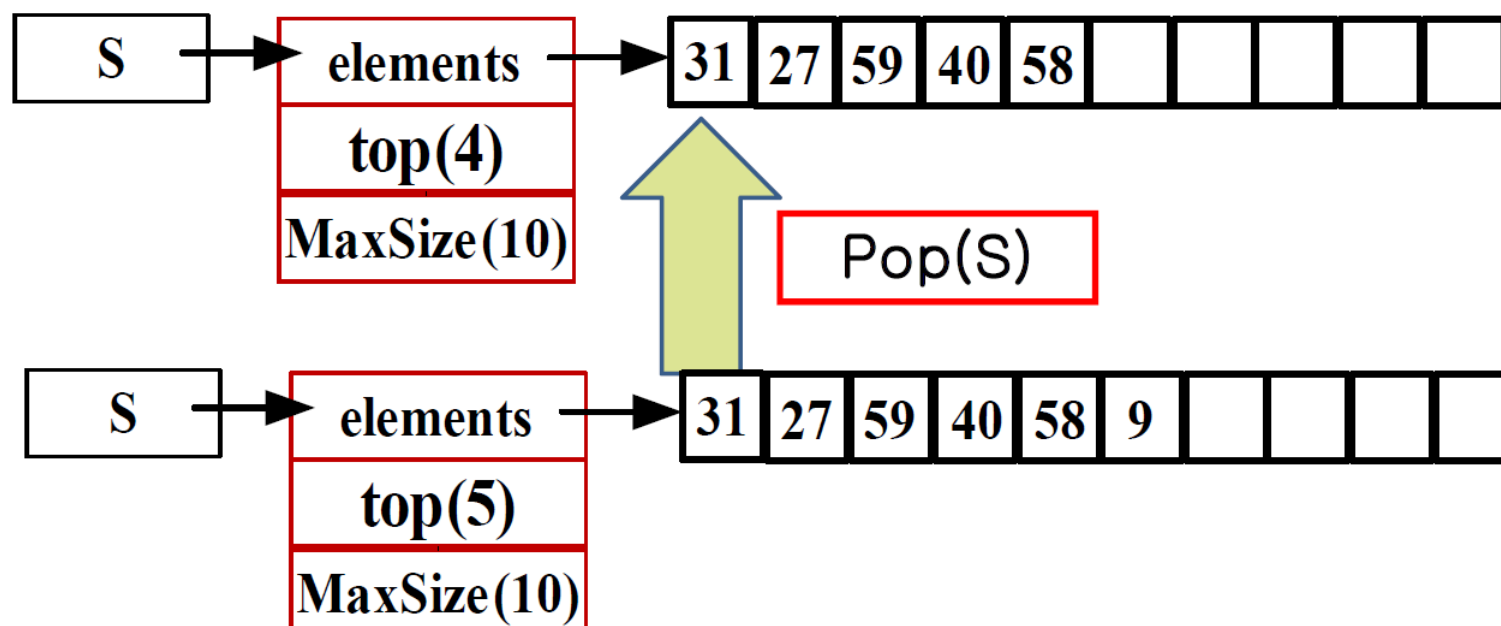 S elements 31 27 59 40 58
top(4)
MaxSize(10)
Pop(S)
S elements 31 27 59 40 58 9
top(5)
MaxSize(10)